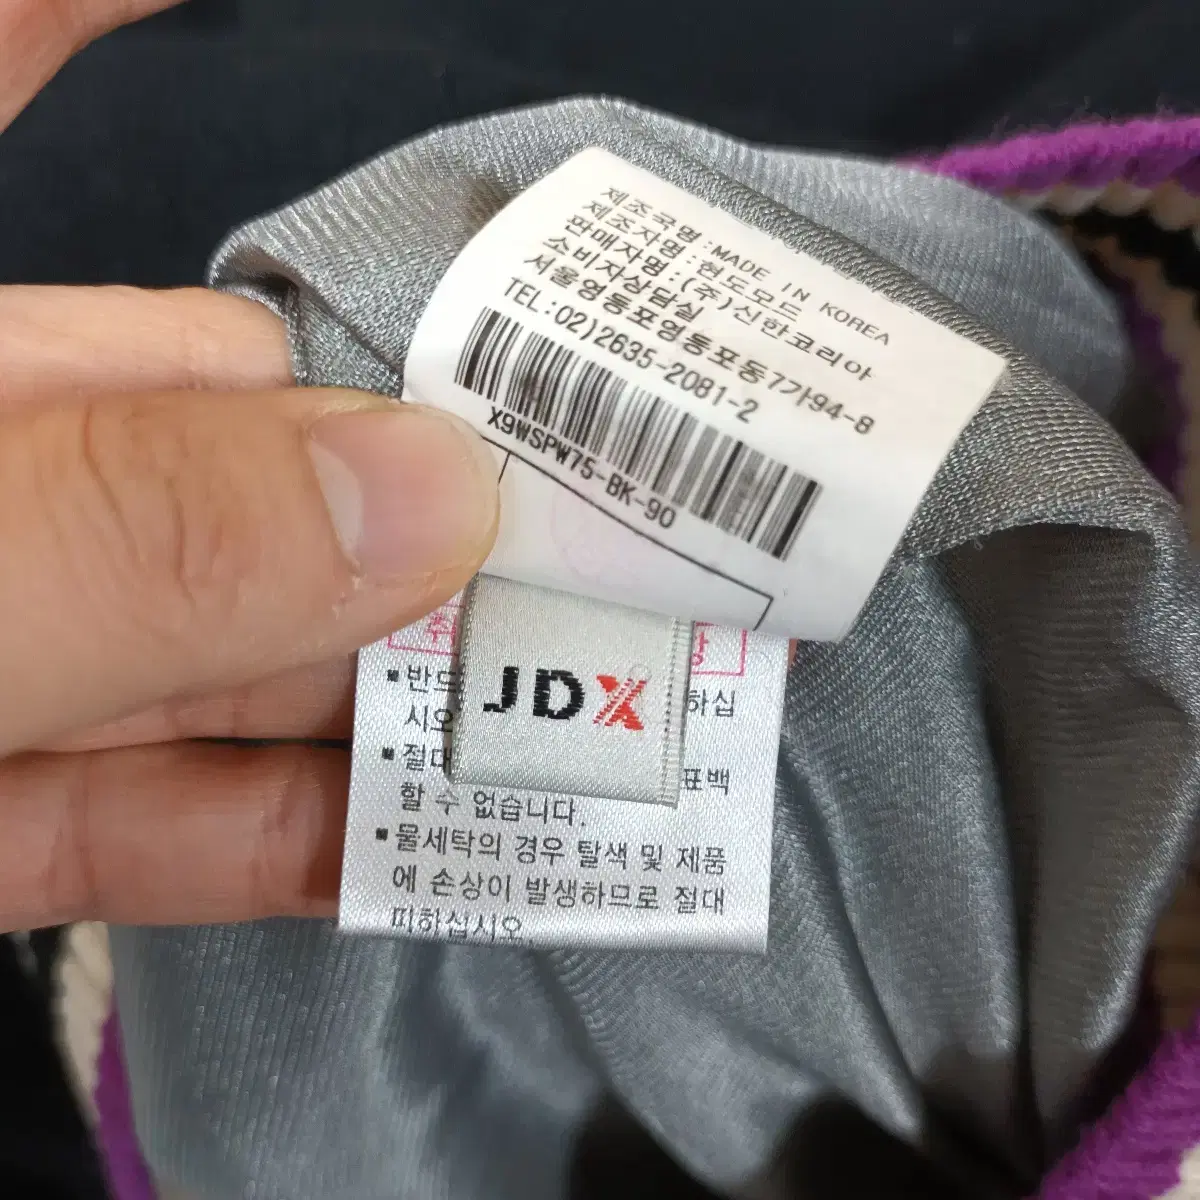 제조국명:MADE IN KOREA
제조자명:현도모드
판매자명:(주)신한코리아
소비자상담실
서울영등포영등포동7가94-8
TEL:02)2635-2081-2
X9WSPW75-BK-90
JDX
반드 하십
시오
절대 표백
할 수 없습니다.
물세탁의 경우 탈색 및 제품
에 손상이 발생하므로 절대
피하십시오.